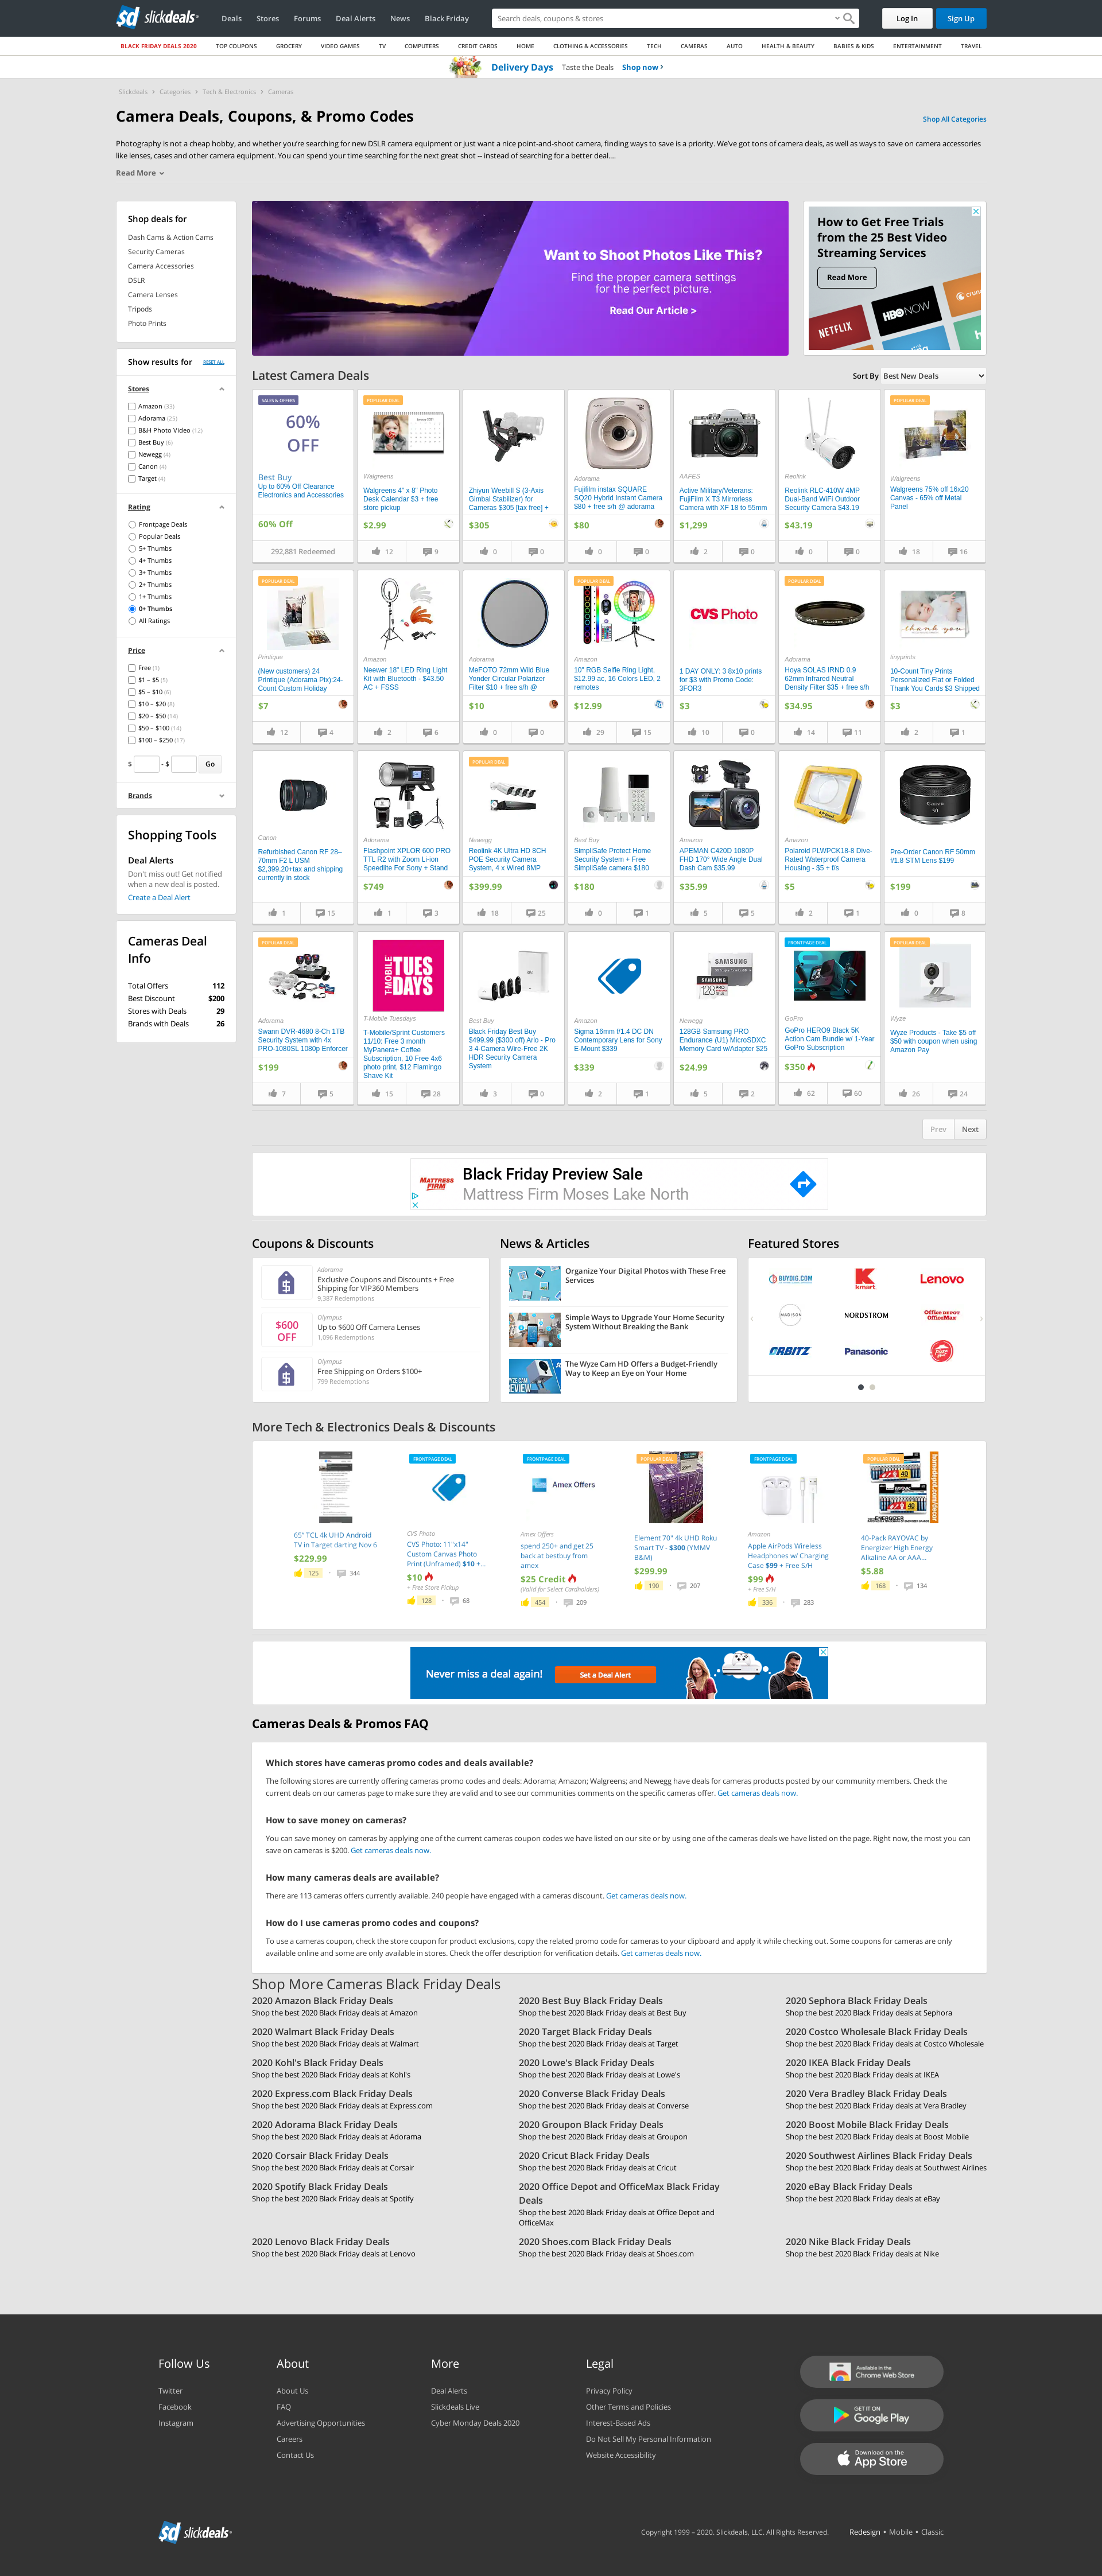 slickdeals
Deals Stores Forums Deal Alerts News Black Friday
Search deals, coupons & stores
Log In Sign Up
BLACK FRIDAY DEALS 2020 TOP COUPONS GROCERY VIDEO GAMES TV COMPUTERS CREDIT CARDS HOME CLOTHING & ACCESSORIES TECH CAMERAS AUTO HEALTH & BEAUTY BABIES & KIDS ENTERTAINMENT TRAVEL
Delivery Days Taste the Deals Shop now
Slickdeals Categories Tech & Electronics Cameras
Camera Deals, Coupons, & Promo Codes
Shop All Categories
Photography is not a cheap hobby, and whether you're searching for new DSLR camera equipment or just want a nice point-and-shoot camera, finding ways to save is a priority. We've got tons of camera deals, as well as ways to save on camera accessories
like lenses, cases and other camera equipment. You can spend your time searching for the next great shot -- instead of searching for a better deal....
Read More
Shop deals for
Dash Cams & Action Cams
Security Cameras
Camera Accessories
DSLR
Camera Lenses
Tripods
Photo Prints
Show results for RESET ALL
Stores
Amazon (33)
Adorama (25)
B&H Photo Video (12)
Best Buy (6)
Newegg (4)
Canon (4)
Target (4)
Rating
Frontpage Deals
Popular Deals
5+ Thumbs
4+ Thumbs
3+ Thumbs
2+ Thumbs
1+ Thumbs
0+ Thumbs
All Ratings
Price
Free (1)
$1 – $5 (5)
$5 – $10 (6)
$10 – $20 (8)
$20 – $50 (14)
$50 – $100 (14)
$100 – $250 (17)
$ - $ Go
Brands
Shopping Tools
Deal Alerts
Don't miss out! Get notified
when a new deal is posted.
Create a Deal Alert
Cameras Deal
Info
Total Offers 112
Best Discount $200
Stores with Deals 29
Brands with Deals 26
Want to Shoot Photos Like This?
Find the proper camera settings
for the perfect picture.
Read Our Article >
How to Get Free Trials
from the 25 Best Video
Streaming Services
Read More
NETFLIX
HBO NOW
Latest Camera Deals
Sort By Best New Deals
SALES & OFFERS
60%
OFF
Best Buy
Up to 60% Off Clearance
Electronics and Accessories
60% Off
292,881 Redeemed
POPULAR DEAL
Walgreens
Walgreens 4" x 8" Photo
Desk Calendar $3 + free
store pickup
$2.99
12 9
Zhiyun Weebill S (3-Axis
Gimbal Stabilizer) for
Cameras $305 [tax free] +
$305
0 0
Adorama
Fujifilm instax SQUARE
SQ20 Hybrid Instant Camera
$80 + free s/h @ adorama
$80
0 0
AAFES
Active Military/Veterans:
FujiFilm X T3 Mirrorless
Camera with XF 18 to 55mm
$1,299
2 0
Reolink
Reolink RLC-410W 4MP
Dual-Band WiFi Outdoor
Security Camera $43.19
$43.19
0 0
POPULAR DEAL
Walgreens
Walgreens 75% off 16x20
Canvas - 65% off Metal
Panel
18 16
POPULAR DEAL
Printique
(New customers) 24
Printique (Adorama Pix):24-
Count Custom Holiday
$7
12 4
Amazon
Neewer 18" LED Ring Light
Kit with Bluetooth - $43.50
AC + FSSS
2 6
Adorama
MeFOTO 72mm Wild Blue
Yonder Circular Polarizer
Filter $10 + free s/h @
$10
0 0
POPULAR DEAL
Amazon
10" RGB Selfie Ring Light,
$12.99 ac, 16 Colors LED, 2
remotes
$12.99
29 15
CVS Photo
1 DAY ONLY: 3 8x10 prints
for $3 with Promo Code:
3FOR3
$3
10 0
POPULAR DEAL
Adorama
Hoya SOLAS IRND 0.9
62mm Infrared Neutral
Density Filter $35 + free s/h
$34.95
14 11
thank you
tinyprints
10-Count Tiny Prints
Personalized Flat or Folded
Thank You Cards $3 Shipped
$3
2 1
Canon
Refurbished Canon RF 28–
70mm F2 L USM
$2,399.20+tax and shipping
currently in stock
1 15
Adorama
Flashpoint XPLOR 600 PRO
TTL R2 with Zoom Li-ion
Speedlite For Sony + Stand
$749
1 3
POPULAR DEAL
Newegg
Reolink 4K Ultra HD 8CH
POE Security Camera
System, 4 x Wired 8MP
$399.99
18 25
Best Buy
SimpliSafe Protect Home
Security System + Free
SimpliSafe camera $180
$180
0 1
Amazon
APEMAN C420D 1080P
FHD 170° Wide Angle Dual
Dash Cam $35.99
$35.99
5 5
Amazon
Polaroid PLWPCK18-8 Dive-
Rated Waterproof Camera
Housing - $5 + f/s
$5
2 1
Canon
50
Pre-Order Canon RF 50mm
f/1.8 STM Lens $199
$199
0 8
POPULAR DEAL
Adorama
Swann DVR-4680 8-Ch 1TB
Security System with 4x
PRO-1080SL 1080p Enforcer
$199
7 5
T-MOBILE
TUES
DAYS
T-Mobile Tuesdays
T-Mobile/Sprint Customers
11/10: Free 3 month
MyPanera+ Coffee
Subscription, 10 Free 4x6
photo print, $12 Flamingo
Shave Kit
15 28
Best Buy
Black Friday Best Buy
$499.99 ($300 off) Arlo - Pro
3 4-Camera Wire-Free 2K
HDR Security Camera
System
3 0
Amazon
Sigma 16mm f/1.4 DC DN
Contemporary Lens for Sony
E-Mount $339
$339
2 1
SAMSUNG
SAMSUNG
128
Newegg
128GB Samsung PRO
Endurance (U1) MicroSDXC
Memory Card w/Adapter $25
$24.99
5 2
FRONTPAGE DEAL
GoPro
GoPro HERO9 Black 5K
Action Cam Bundle w/ 1-Year
GoPro Subscription
$350
62 60
POPULAR DEAL
Wyze
Wyze Products - Take $5 off
$50 with coupon when using
Amazon Pay
26 24
Prev Next
MATTRESS FIRM
Black Friday Preview Sale
Mattress Firm Moses Lake North
Coupons & Discounts
Adorama
Exclusive Coupons and Discounts + Free
Shipping for VIP360 Members
9,387 Redemptions
$600
OFF
Olympus
Up to $600 Off Camera Lenses
1,096 Redemptions
Olympus
Free Shipping on Orders $100+
799 Redemptions
News & Articles
Organize Your Digital Photos with These Free
Services
Simple Ways to Upgrade Your Home Security
System Without Breaking the Bank
The Wyze Cam HD Offers a Budget-Friendly
Way to Keep an Eye on Your Home
Featured Stores
BUYDIG.COM kmart Lenovo
MADISON NORDSTROM Office DEPOT OfficeMax
ORBITZ Panasonic Pizza Hut
More Tech & Electronics Deals & Discounts
65" TCL 4k UHD Android
TV in Target darting Nov 6
$229.99
125 · 344
FRONTPAGE DEAL
CVS Photo
CVS Photo: 11"x14"
Custom Canvas Photo
Print (Unframed) $10 +...
$10
+ Free Store Pickup
128 · 68
FRONTPAGE DEAL
Amex Offers
Amex Offers
spend 250+ and get 25
back at bestbuy from
amex
$25 Credit
(Valid for Select Cardholders)
454 · 209
POPULAR DEAL
Element 70" 4k UHD Roku
Smart TV - $300 (YMMV
B&M)
$299.99
190 · 207
FRONTPAGE DEAL
Amazon
Apple AirPods Wireless
Headphones w/ Charging
Case $99 + Free S/H
$99
+ Free S/H
336 · 283
POPULAR DEAL
40-Pack RAYOVAC by
Energizer High Energy
Alkaline AA or AAA...
$5.88
168 · 134
Never miss a deal again! Set a Deal Alert
Cameras Deals & Promos FAQ
Which stores have cameras promo codes and deals available?
The following stores are currently offering cameras promo codes and deals: Adorama; Amazon; Walgreens; and Newegg have deals for cameras products posted by our community members. Check the
current deals on our cameras page to make sure they are valid and to see our communities comments on the specific cameras offer. Get cameras deals now.
How to save money on cameras?
You can save money on cameras by applying one of the current cameras coupon codes we have listed on our site or by using one of the cameras deals we have listed on the page. Right now, the most you can
save on cameras is $200. Get cameras deals now.
How many cameras deals are available?
There are 113 cameras offers currently available. 240 people have engaged with a cameras discount. Get cameras deals now.
How do I use cameras promo codes and coupons?
To use a cameras coupon, check the store coupon for product exclusions, copy the related promo code for cameras to your clipboard and apply it while checking out. Some coupons for cameras are only
available online and some are only available in stores. Check the offer description for verification details. Get cameras deals now.
Shop More Cameras Black Friday Deals
2020 Amazon Black Friday Deals
Shop the best 2020 Black Friday deals at Amazon
2020 Best Buy Black Friday Deals
Shop the best 2020 Black Friday deals at Best Buy
2020 Sephora Black Friday Deals
Shop the best 2020 Black Friday deals at Sephora
2020 Walmart Black Friday Deals
Shop the best 2020 Black Friday deals at Walmart
2020 Target Black Friday Deals
Shop the best 2020 Black Friday deals at Target
2020 Costco Wholesale Black Friday Deals
Shop the best 2020 Black Friday deals at Costco Wholesale
2020 Kohl's Black Friday Deals
Shop the best 2020 Black Friday deals at Kohl's
2020 Lowe's Black Friday Deals
Shop the best 2020 Black Friday deals at Lowe's
2020 IKEA Black Friday Deals
Shop the best 2020 Black Friday deals at IKEA
2020 Express.com Black Friday Deals
Shop the best 2020 Black Friday deals at Express.com
2020 Converse Black Friday Deals
Shop the best 2020 Black Friday deals at Converse
2020 Vera Bradley Black Friday Deals
Shop the best 2020 Black Friday deals at Vera Bradley
2020 Adorama Black Friday Deals
Shop the best 2020 Black Friday deals at Adorama
2020 Groupon Black Friday Deals
Shop the best 2020 Black Friday deals at Groupon
2020 Boost Mobile Black Friday Deals
Shop the best 2020 Black Friday deals at Boost Mobile
2020 Corsair Black Friday Deals
Shop the best 2020 Black Friday deals at Corsair
2020 Cricut Black Friday Deals
Shop the best 2020 Black Friday deals at Cricut
2020 Southwest Airlines Black Friday Deals
Shop the best 2020 Black Friday deals at Southwest Airlines
2020 Spotify Black Friday Deals
Shop the best 2020 Black Friday deals at Spotify
2020 Office Depot and OfficeMax Black Friday
Deals
Shop the best 2020 Black Friday deals at Office Depot and
OfficeMax
2020 eBay Black Friday Deals
Shop the best 2020 Black Friday deals at eBay
2020 Lenovo Black Friday Deals
Shop the best 2020 Black Friday deals at Lenovo
2020 Shoes.com Black Friday Deals
Shop the best 2020 Black Friday deals at Shoes.com
2020 Nike Black Friday Deals
Shop the best 2020 Black Friday deals at Nike
Follow Us
Twitter
Facebook
Instagram
About
About Us
FAQ
Advertising Opportunities
Careers
Contact Us
More
Deal Alerts
Slickdeals Live
Cyber Monday Deals 2020
Legal
Privacy Policy
Other Terms and Policies
Interest-Based Ads
Do Not Sell My Personal Information
Website Accessibility
Available in the
Chrome Web Store
GET IT ON
Google Play
Download on the
App Store
slickdeals
Copyright 1999 – 2020. Slickdeals, LLC. All Rights Reserved. Redesign • Mobile • Classic